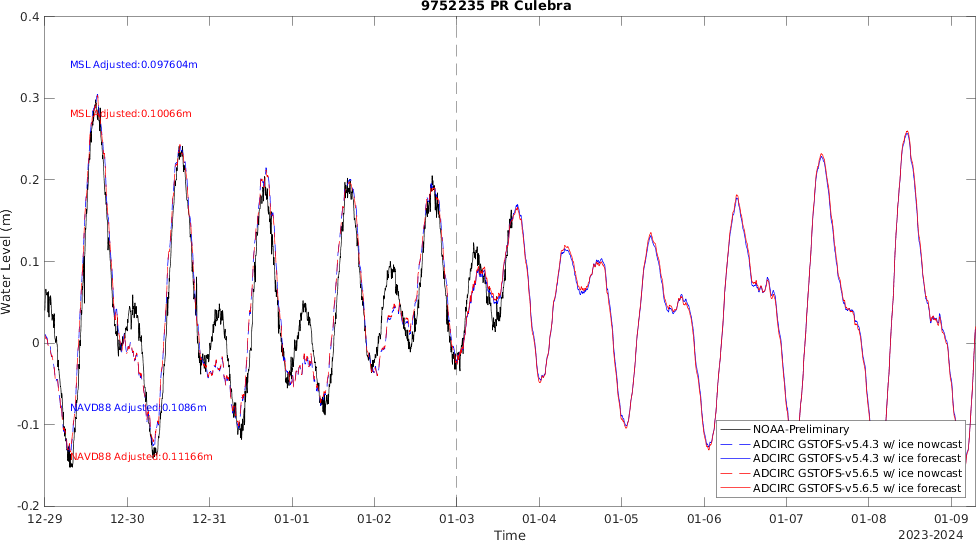 9752235 PR Culebra
0.4
0.3
0.2
0.1
0
-0.1
-0.2
Water Level (m)
MSL Adjusted:0.097604m
MSL Adjusted:0.10066m
NAVD88 Adjusted:0.1086m
NAVD88 Adjusted:0.11166m
NOAA-Preliminary
ADCIRC GSTOFS-v5.4.3 w/ ice nowcast
ADCIRC GSTOFS-v5.4.3 w/ ice forecast
ADCIRC GSTOFS-v5.6.5 w/ ice nowcast
ADCIRC GSTOFS-v5.6.5 w/ ice forecast
12-29 12-30 12-31 01-01 01-02 01-03 01-04 01-05 01-06 01-07 01-08 01-09
Time
2023-2024